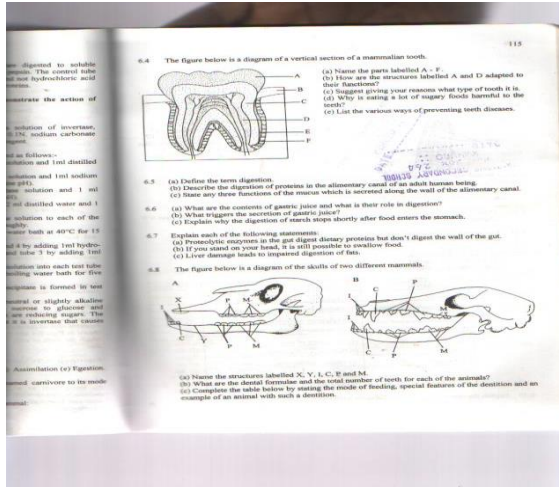 115
are digested to soluble
pepsin. The control tube
did not hydrochloric acid
proteins.
monstrate the action of
solution of invertase,
0.1N. sodium carbonate
as follows:-
solution and 1ml distilled
solution and 1ml sodium
solution and 1 ml
ml distilled water and 1
solution to each of the
water bath at 40°C for 15
4 by adding 1ml hydro-
tube 3 by adding 1ml
solution into each test tube
boiling water bath for five
precipitate is formed in test
neutral or slightly alkaline
sucrose to glucose and
are reducing sugars. The
it is invertase that causes
Assimilation (e) Egestion.
named carnivore to its mode
6.4 The figure below is a diagram of a vertical section of a mammalian tooth.
A
B
C
D
E
F
(a) Name the parts labelled A - F.
(b) How are the structures labelled A and D adapted to
their functions?
(c) Suggest giving your reasons what type of tooth it is.
(d) Why is eating a lot of sugary foods harmful to the
teeth?
(e) List the various ways of preventing teeth diseases.
SECONDARY SCHOOL
264
6.5 (a) Define the term digestion.
(b) Describe the digestion of proteins in the alimentary canal of an adult human being.
(c) State any three functions of the mucus which is secreted along the wall of the alimentary canal.
6.6 (a) What are the contents of gastric juice and what is their role in digestion?
(b) What triggers the secretion of gastric juice?
(c) Explain why the digestion of starch stops shortly after food enters the stomach.
6.7 Explain each of the following statements:
(a) Proteolytic enzymes in the gut digest dietary proteins but don't digest the wall of the gut.
(b) If you stand on your head, it is still possible to swallow food.
(c) Liver damage leads to impaired digestion of fats.
6.8 The figure below is a diagram of the skulls of two different mammals.
A
X
P
M
I
C
P
M
B
P
C
I
M
C
P
M
(a) Name the structures labelled X, Y, I, C, P and M.
(b) What are the dental formulae and the total number of teeth for each of the animals?
(c) Complete the table below by stating the mode of feeding, special features of the dentition and an
example of an animal with such a dentition.